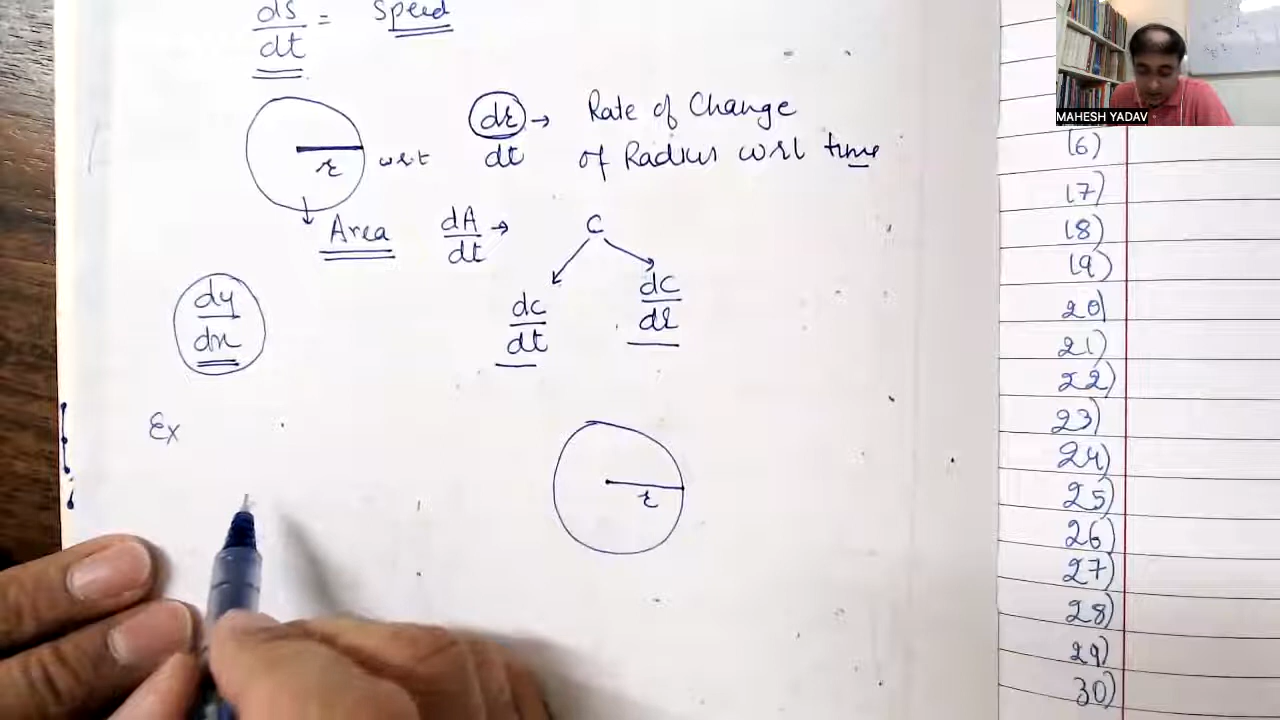 ds
dt = Speed
r wrt
dr → Rate of Change
dt of Radius wrt time
Area
dA →
dt
C
dc
dt
dc
dr
dy
dx
Ex
r
MAHESH YADAV
16)
17)
18)
19)
20)
21)
22)
23)
24)
25)
26)
27)
28)
29)
30)